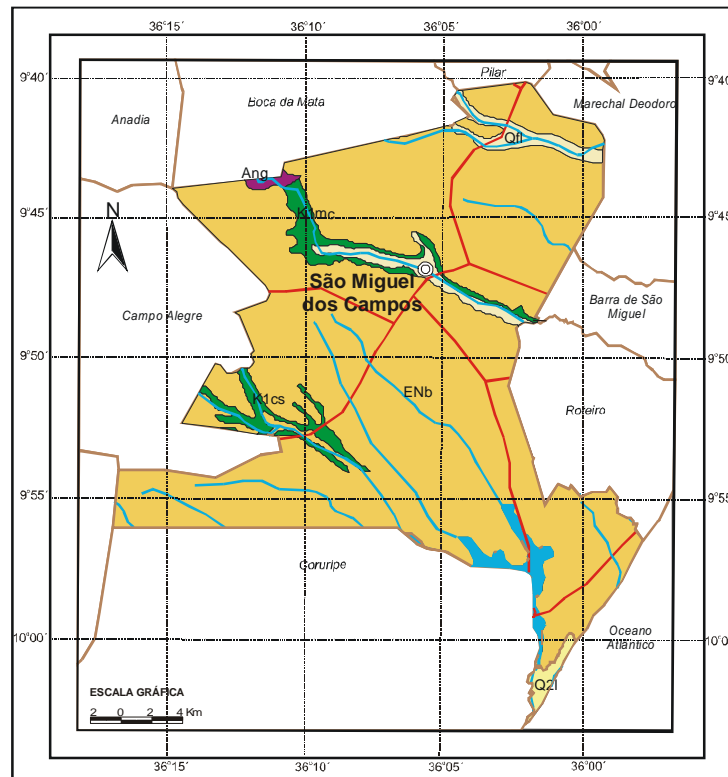 36°15´ 36°10´ 36°05´ 36°00´
9°40´ 9°40´
Pilar
Boca da Mata
Marechal Deodoro
Anadia
Qfl
Ang
9°45´ 9°45´
K1mc
N
São Miguel
dos Campos
Barra de São
Miguel
Campo Alegre
9°50´ 9°50´
K1cs
ENb
Roteiro
9°55´ 9°55´
Coruripe
10°00´ 10°00´
Oceano
Atlântico
Q2l
ESCALA GRÁFICA
2 0 2 4 Km
36°15´ 36°10´ 36°05´ 36°00´